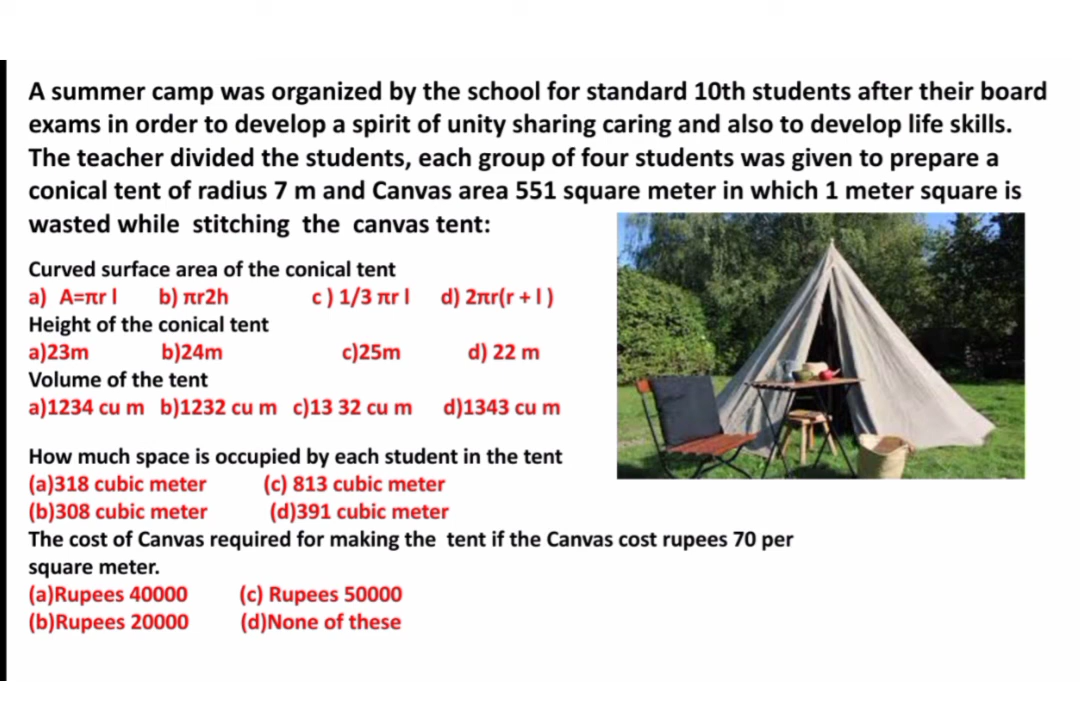 A summer camp was organized by the school for standard 10th students after their board
exams in order to develop a spirit of unity sharing caring and also to develop life skills.
The teacher divided the students, each group of four students was given to prepare a
conical tent of radius 7 m and Canvas area 551 square meter in which 1 meter square is
wasted while stitching the canvas tent:
Curved surface area of the conical tent
a) A=πr l b) πr2h c ) 1/3 πr l d) 2πr(r + l )
Height of the conical tent
a)23m b)24m c)25m d) 22 m
Volume of the tent
a)1234 cu m b)1232 cu m c)13 32 cu m d)1343 cu m
How much space is occupied by each student in the tent
(a)318 cubic meter (c) 813 cubic meter
(b)308 cubic meter (d)391 cubic meter
The cost of Canvas required for making the tent if the Canvas cost rupees 70 per
square meter.
(a)Rupees 40000 (c) Rupees 50000
(b)Rupees 20000 (d)None of these